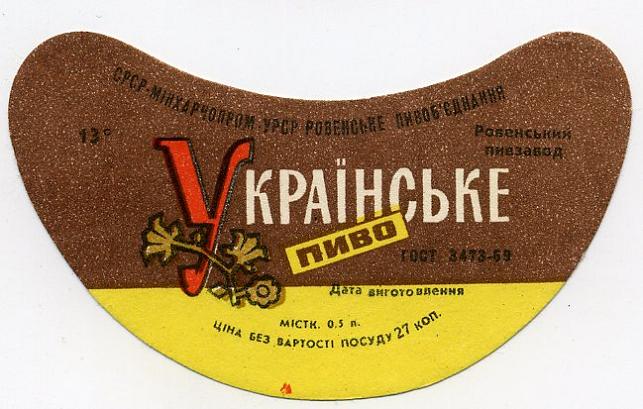 СРСР-МІНХАРЧОПРОМ УРСР РОВЕНСЬКЕ ПИВОБ'ЄДНАННЯ
13°
Ровенський
пивзавод
УКРАЇНСЬКЕ
ПИВО
ГОСТ 3473-69
Дата виготовлення
МІСТК. 0,5 л.
ЦІНА БЕЗ ВАРТОСТІ ПОСУДУ 27 КОП.